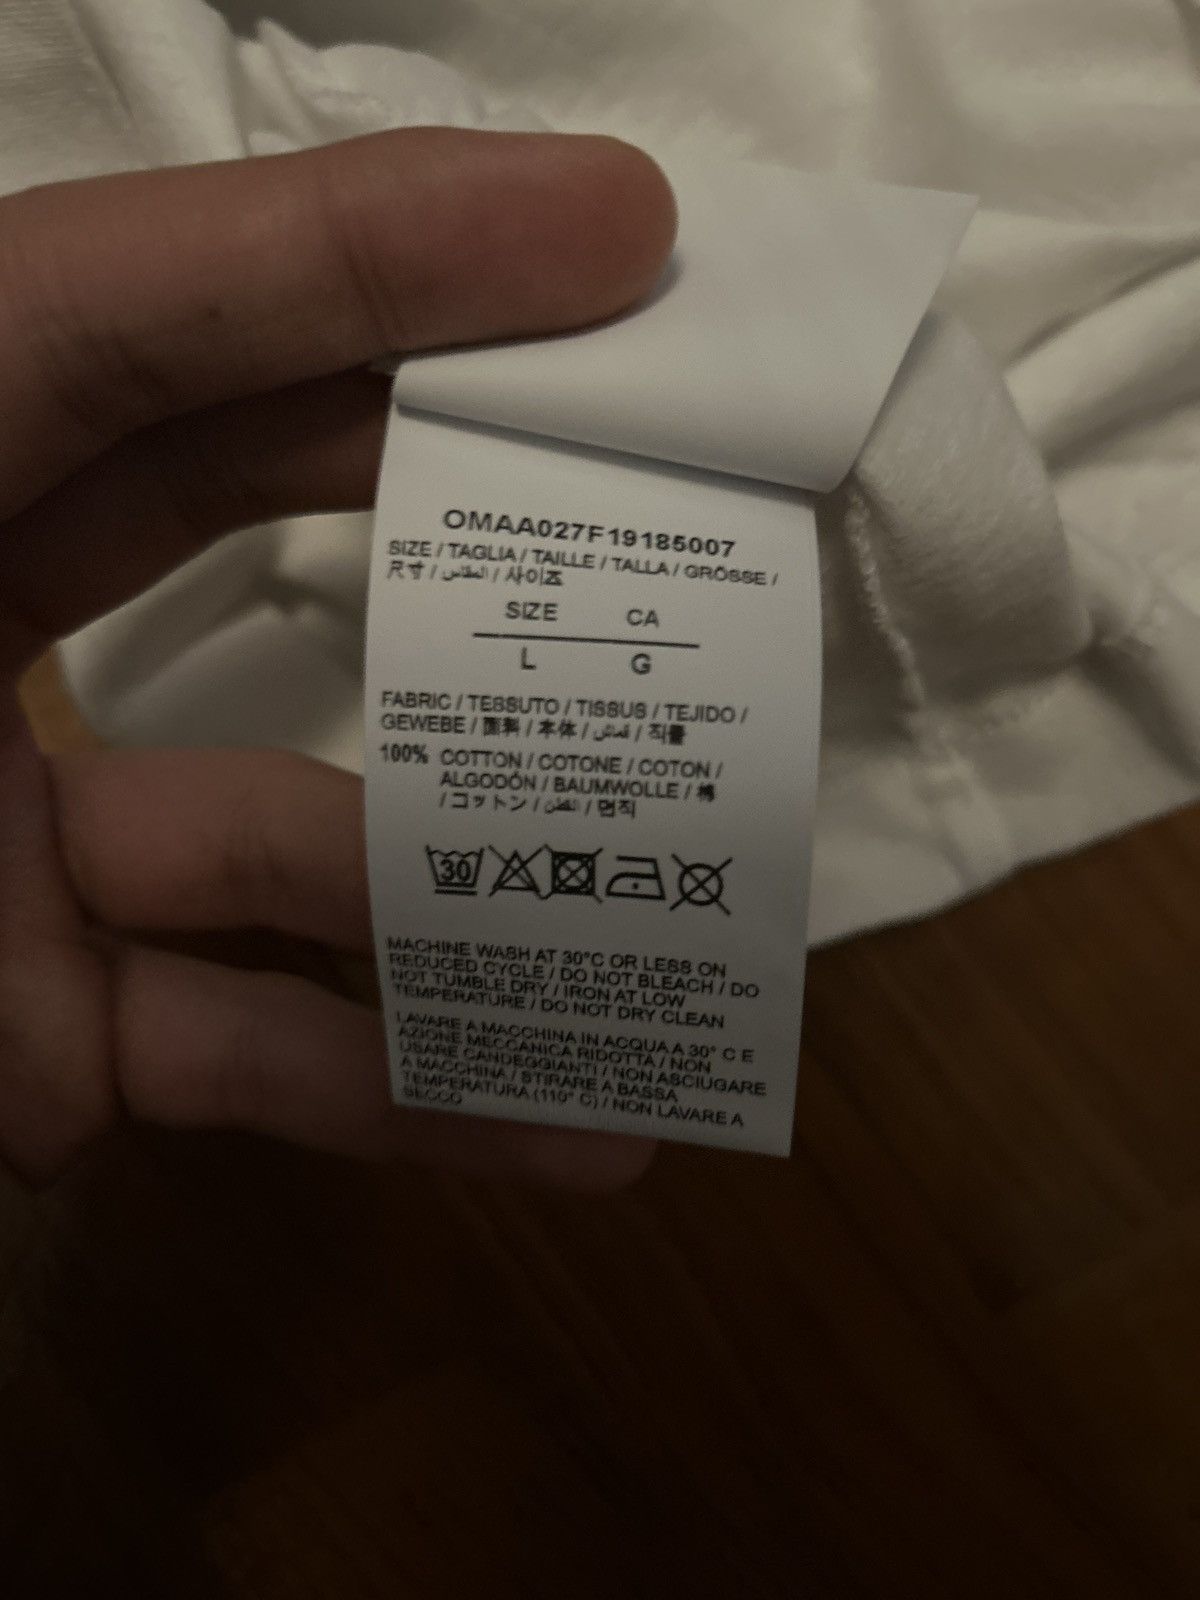 OMAA027F19185007
SIZE / TAGLIA / TAILLE / TALLA / GRÖSSE /
尺寸 / المقاس / 사이즈
SIZE CA
L G
FABRIC / TESSUTO / TISSUS / TEJIDO /
GEWEBE / 面料 / 本体 / قماش / 직물
100% COTTON / COTONE / COTON /
ALGODÓN / BAUMWOLLE / 棉
/ コットン / القطن / 면직
30
MACHINE WASH AT 30°C OR LESS ON
REDUCED CYCLE / DO NOT BLEACH / DO
NOT TUMBLE DRY / IRON AT LOW
TEMPERATURE / DO NOT DRY CLEAN
LAVARE A MACCHINA IN ACQUA A 30° C E
AZIONE MECCANICA RIDOTTA / NON
USARE CANDEGGIANTI / NON ASCIUGARE
A MACCHINA / STIRARE A BASSA
TEMPERATURA (110° C) / NON LAVARE A
SECCO